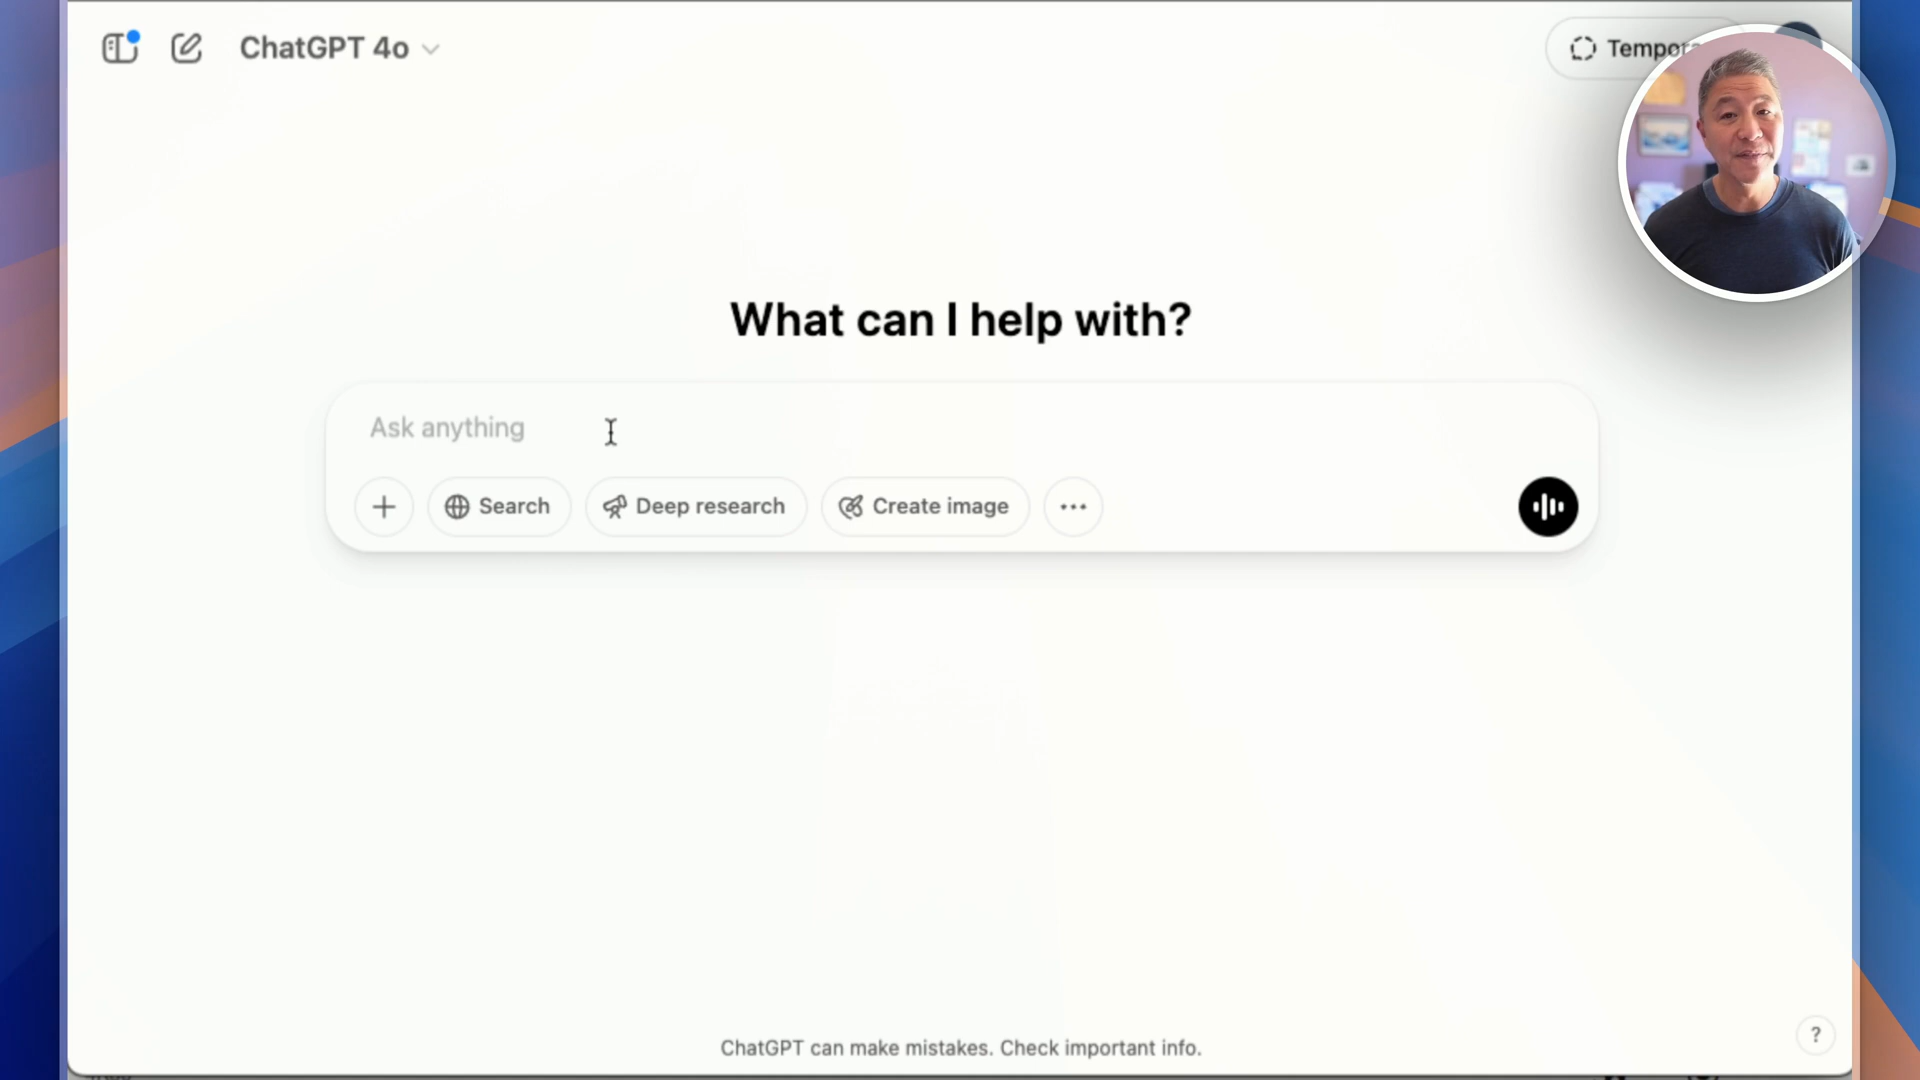 ChatGPT 4o
What can I help with?
Ask anything
Search
Deep research
Create image
ChatGPT can make mistakes. Check important info.
?